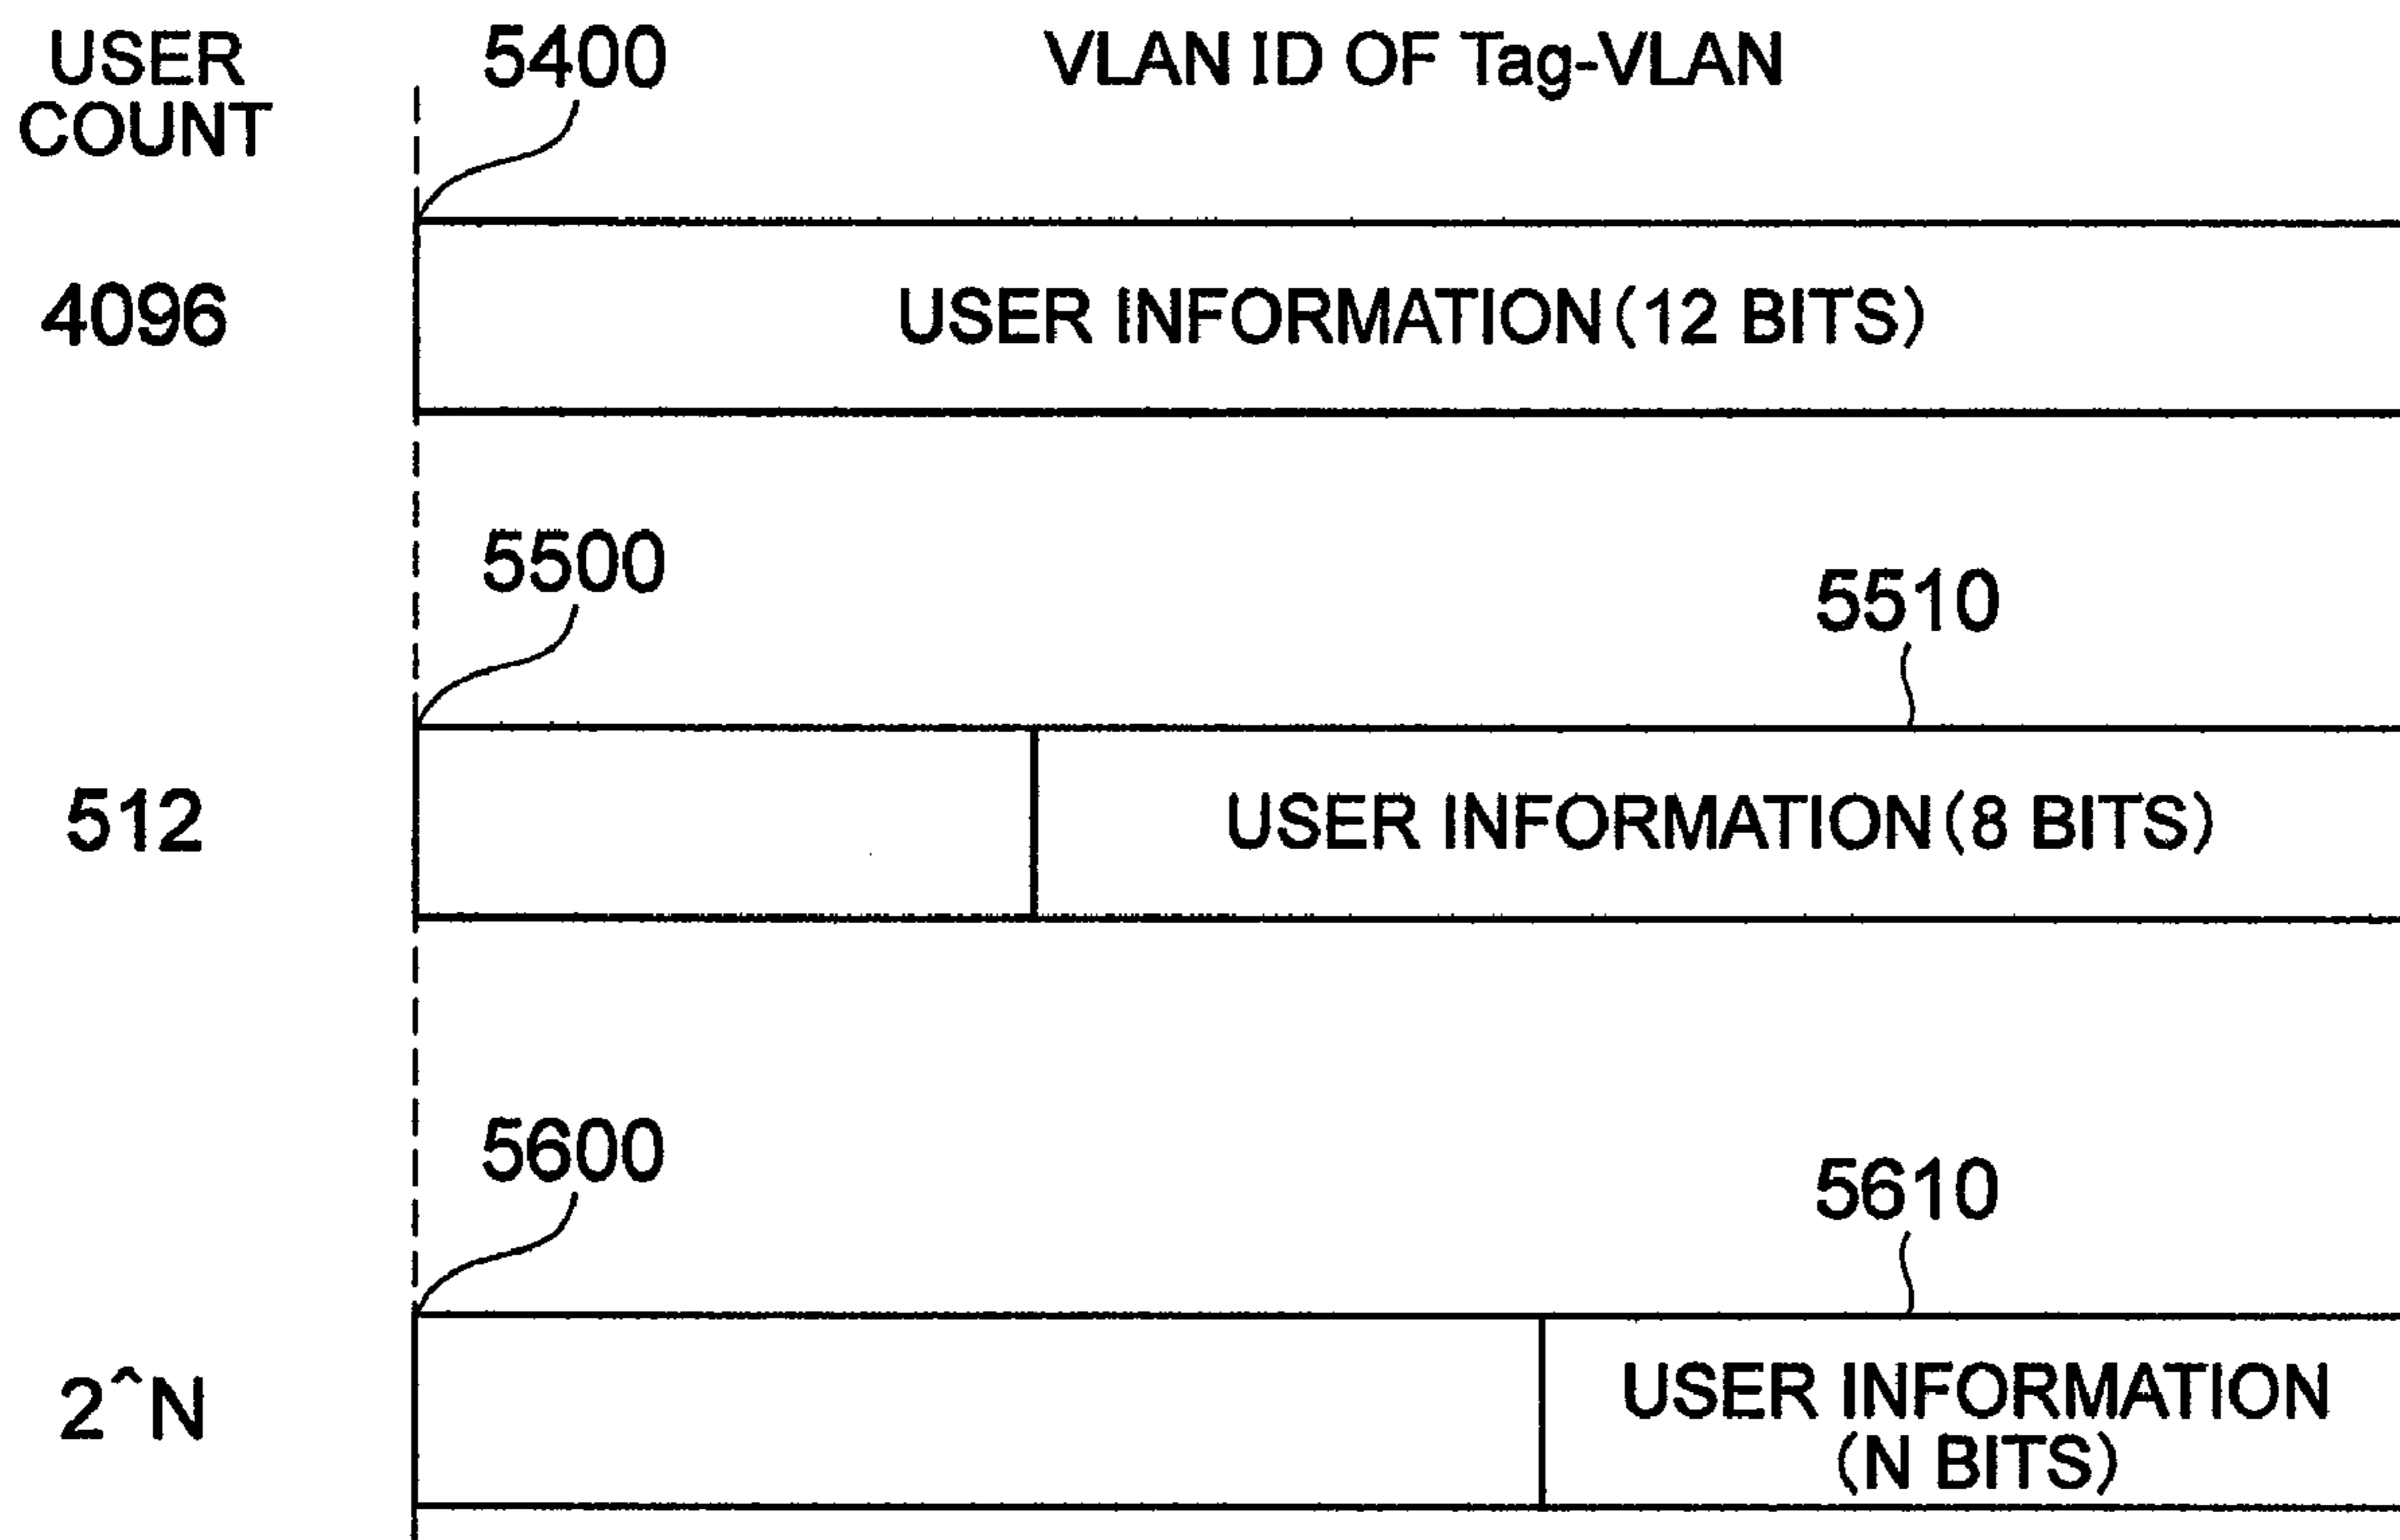 USER
COUNT
5400
VLAN ID OF Tag-VLAN
4096
USER INFORMATION (12 BITS)
5500
5510
512
USER INFORMATION (8 BITS)
5600
5610
2^N
USER INFORMATION
(N BITS)